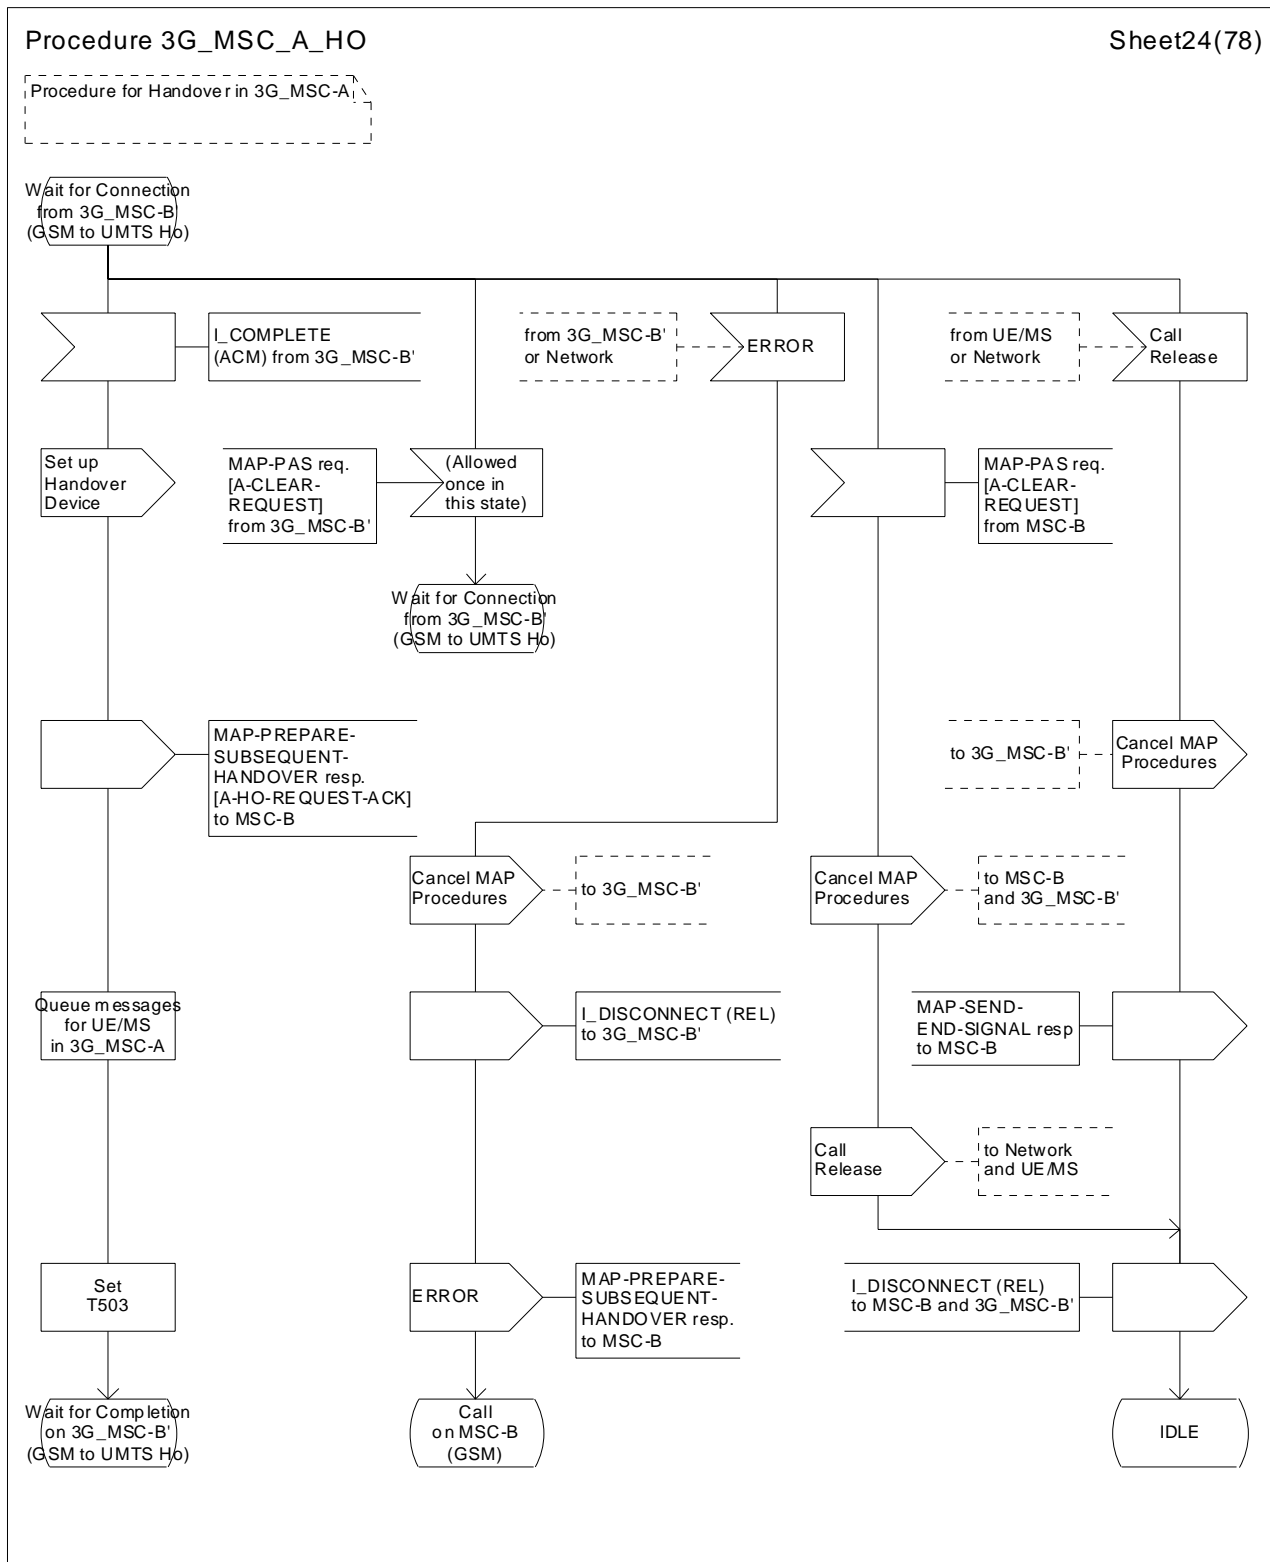 Procedure 3G_MSC_A_HO
Sheet24(78)
Procedure for Handover in 3G_MSC-A
Wait for Connection
from 3G_MSC-B'
(GSM to UMTS Ho)
I_COMPLETE
(ACM) from 3G_MSC-B'
from 3G_MSC-B'
or Network
ERROR
from UE/MS
or Network
Call
Release
Set up
Handover
Device
MAP-PAS req.
[A-CLEAR-
REQUEST]
from 3G_MSC-B'
(Allowed
once in
this state)
MAP-PAS req.
[A-CLEAR-
REQUEST]
from MSC-B
Wait for Connection
from 3G_MSC-B'
(GSM to UMTS Ho)
MAP-PREPARE-
SUBSEQUENT-
HANDOVER resp.
[A-HO-REQUEST-ACK]
to MSC-B
to 3G_MSC-B'
Cancel MAP
Procedures
Cancel MAP
Procedures
to 3G_MSC-B'
Cancel MAP
Procedures
to MSC-B
and 3G_MSC-B'
Queue messages
for UE/MS
in 3G_MSC-A
I_DISCONNECT (REL)
to 3G_MSC-B'
MAP-SEND-
END-SIGNAL resp
to MSC-B
Call
Release
to Network
and UE/MS
Set
T503
ERROR
MAP-PREPARE-
SUBSEQUENT-
HANDOVER resp.
to MSC-B
I_DISCONNECT (REL)
to MSC-B and 3G_MSC-B'
Wait for Completion
on 3G_MSC-B'
(GSM to UMTS Ho)
Call
on MSC-B
(GSM)
IDLE